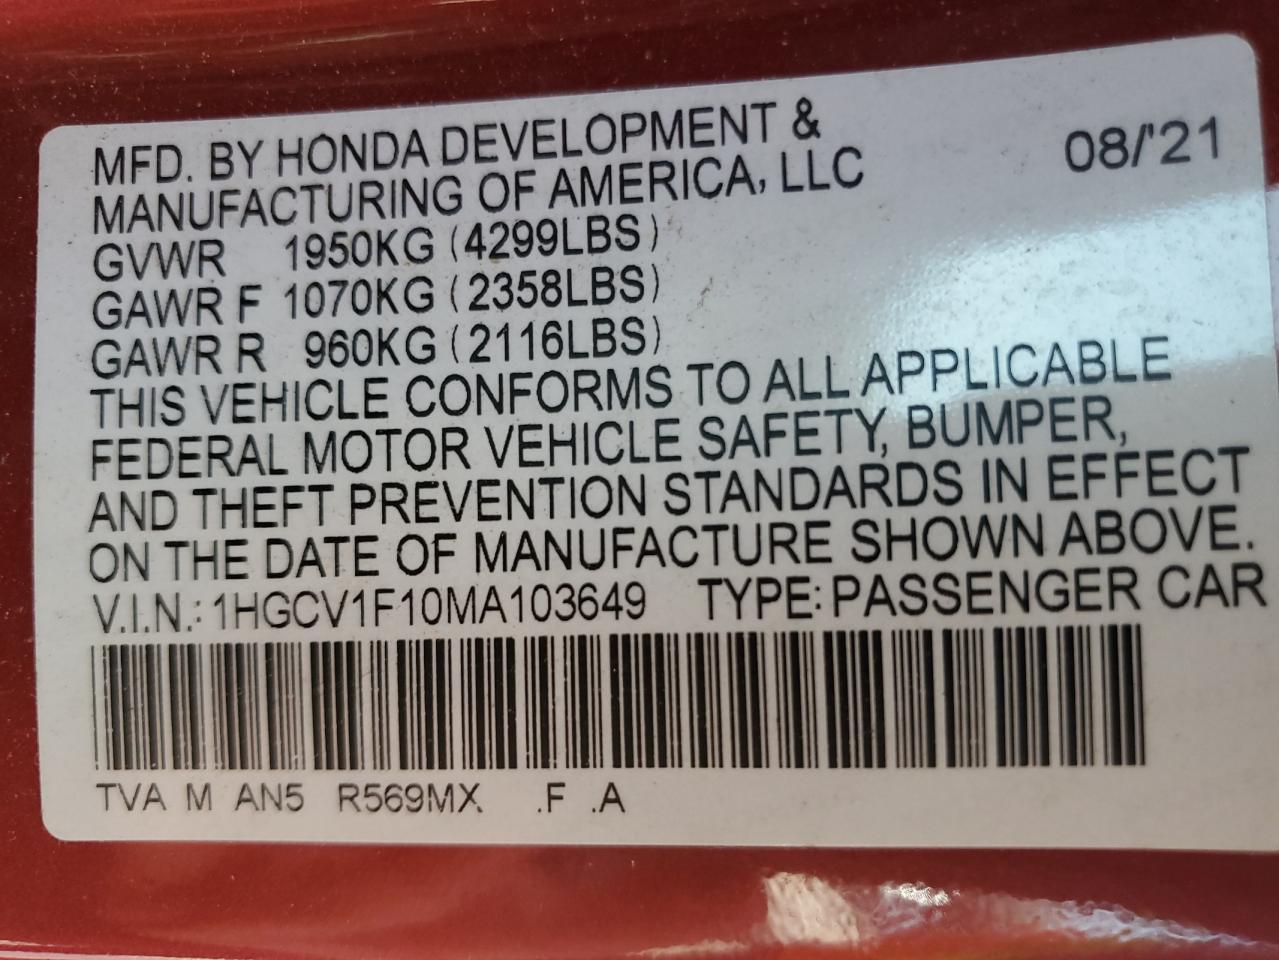 MFD. BY HONDA DEVELOPMENT &
MANUFACTURING OF AMERICA, LLC 08/'21
GVWR 1950KG (4299LBS)
GAWR F 1070KG (2358LBS)
GAWR R 960KG (2116LBS)
THIS VEHICLE CONFORMS TO ALL APPLICABLE
FEDERAL MOTOR VEHICLE SAFETY, BUMPER,
AND THEFT PREVENTION STANDARDS IN EFFECT
ON THE DATE OF MANUFACTURE SHOWN ABOVE.
V.I.N.: 1HGCV1F10MA103649 TYPE: PASSENGER CAR
TVA M AN5 R569MX .F .A